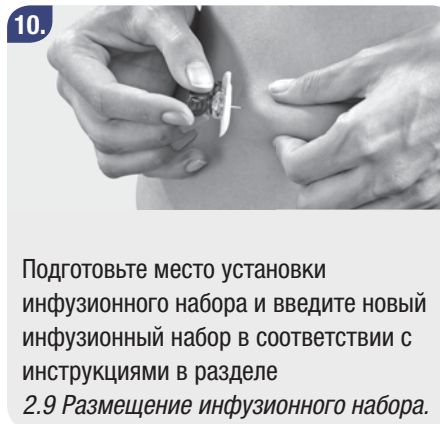 10.
Подготовьте место установки
инфузионного набора и введите новый
инфузионный набор в соответствии с
инструкциями в разделе
2.9 Размещение инфузионного набора.